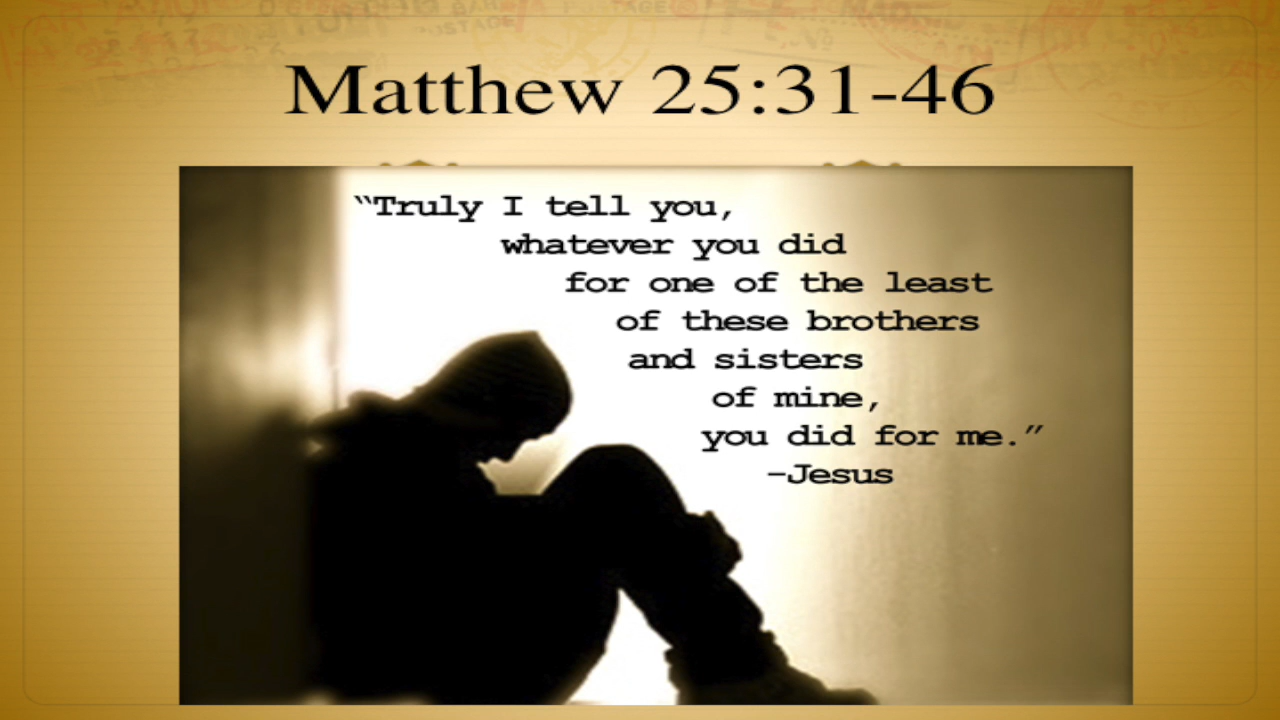 Matthew 25:31-46
“Truly I tell you,
whatever you did
for one of the least
of these brothers
and sisters
of mine,
you did for me.”
-Jesus